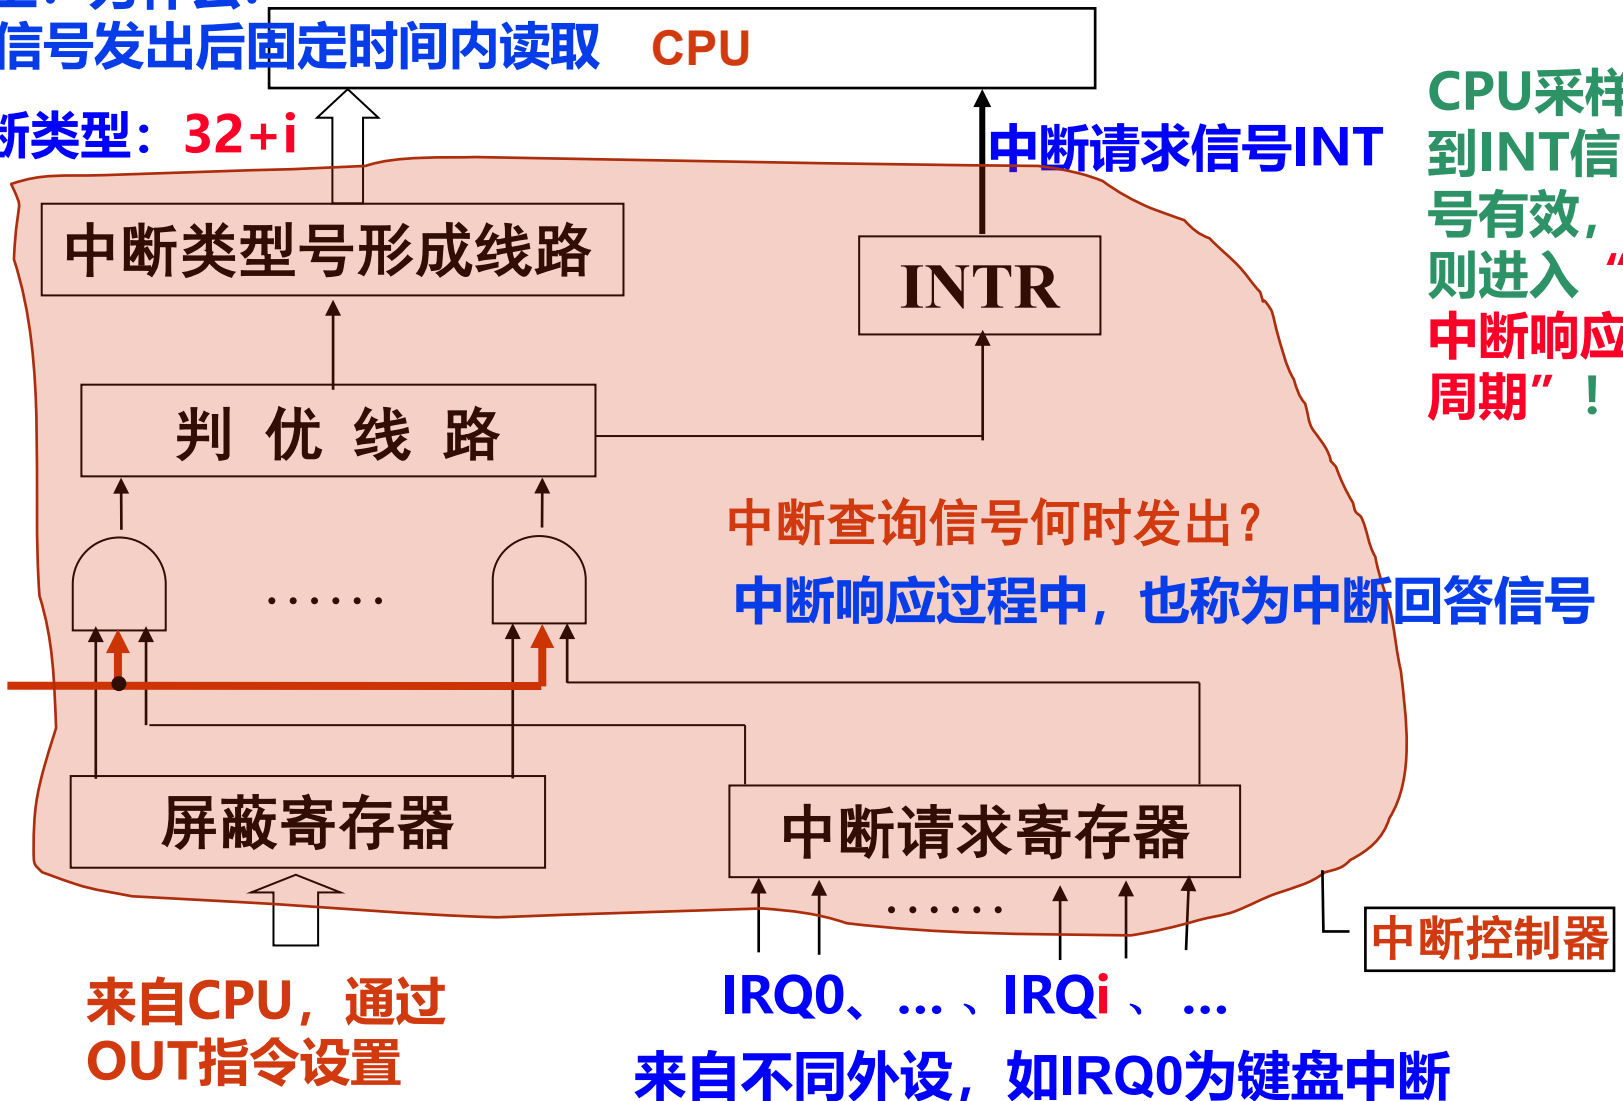 信号发出后固定时间内读取
CPU
断类型：32+i
中断请求信号INT
CPU采样
到INT信
号有效，
则进入“
中断响应
周期”！
中断类型号形成线路
INTR
判 优 线 路
中断查询信号何时发出？
······
中断响应过程中，也称为中断回答信号
屏蔽寄存器
中断请求寄存器
······
中断控制器
来自CPU，通过
OUT指令设置
IRQ0、… 、IRQi 、 …
来自不同外设，如IRQ0为键盘中断